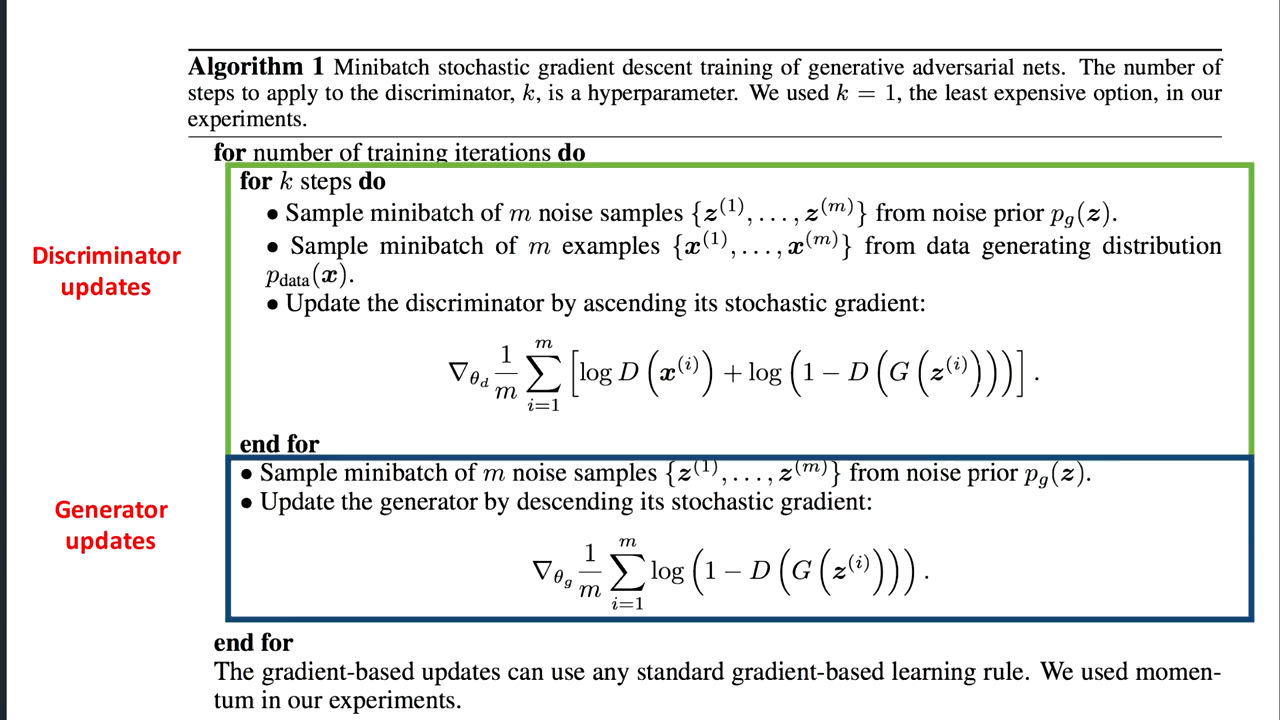 Algorithm 1 Minibatch stochastic gradient descent training of generative adversarial nets. The number of
steps to apply to the discriminator, k, is a hyperparameter. We used k = 1, the least expensive option, in our
experiments.
for number of training iterations do
for k steps do
• Sample minibatch of m noise samples {z^{(1)}, . . . , z^{(m)}} from noise prior p_g(z).
• Sample minibatch of m examples {x^{(1)}, . . . , x^{(m)}} from data generating distribution
p_data(x).
• Update the discriminator by ascending its stochastic gradient:
∇_{θ_d} \frac{1}{m} \sum_{i=1}^{m} [log D (x^{(i)}) + log (1 − D (G (z^{(i)})))] .
end for
Discriminator
updates
• Sample minibatch of m noise samples {z^{(1)}, . . . , z^{(m)}} from noise prior p_g(z).
• Update the generator by descending its stochastic gradient:
∇_{θ_g} \frac{1}{m} \sum_{i=1}^{m} log (1 − D (G (z^{(i)}))) .
Generator
updates
end for
The gradient-based updates can use any standard gradient-based learning rule. We used momen-
tum in our experiments.